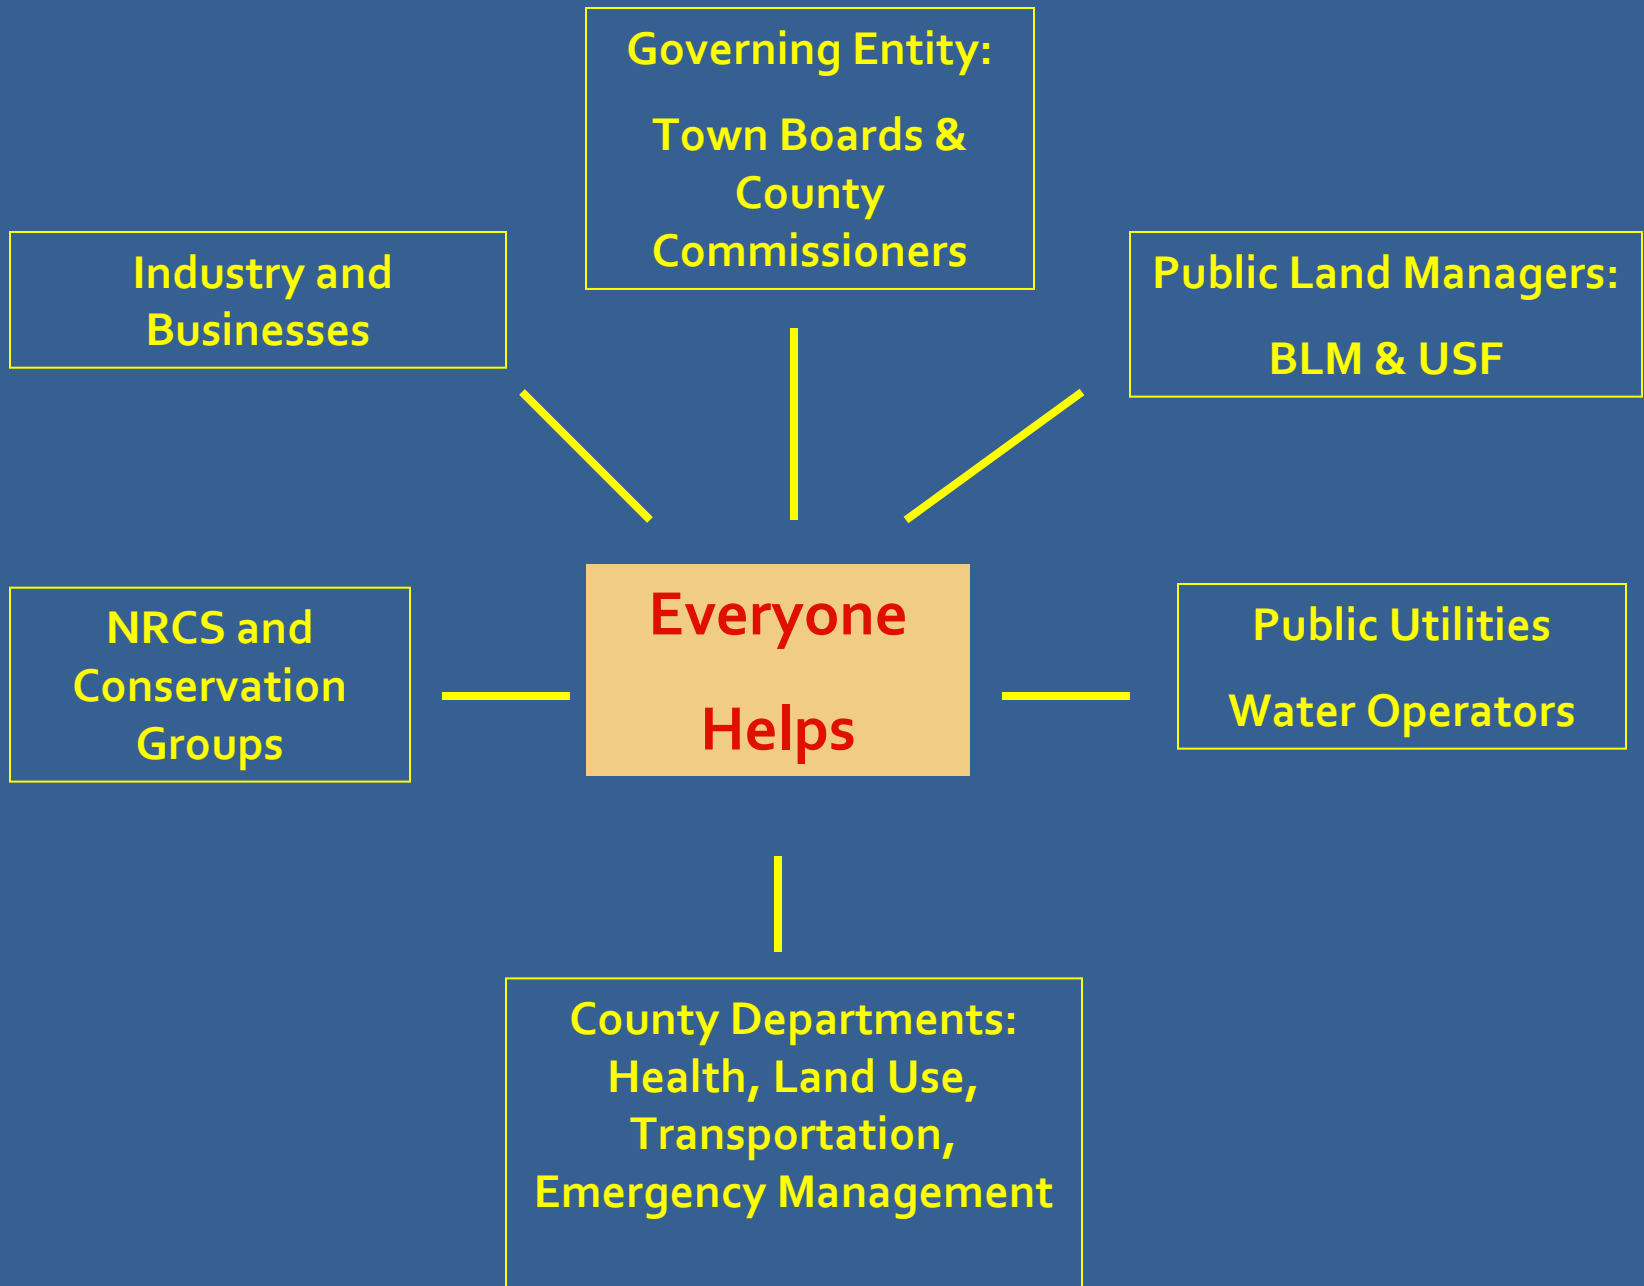 Governing Entity:
Town Boards &
County
Commissioners
Industry and
Businesses
Public Land Managers:
BLM & USF
NRCS and
Conservation
Groups
Everyone
Helps
Public Utilities
Water Operators
County Departments:
Health, Land Use,
Transportation,
Emergency Management